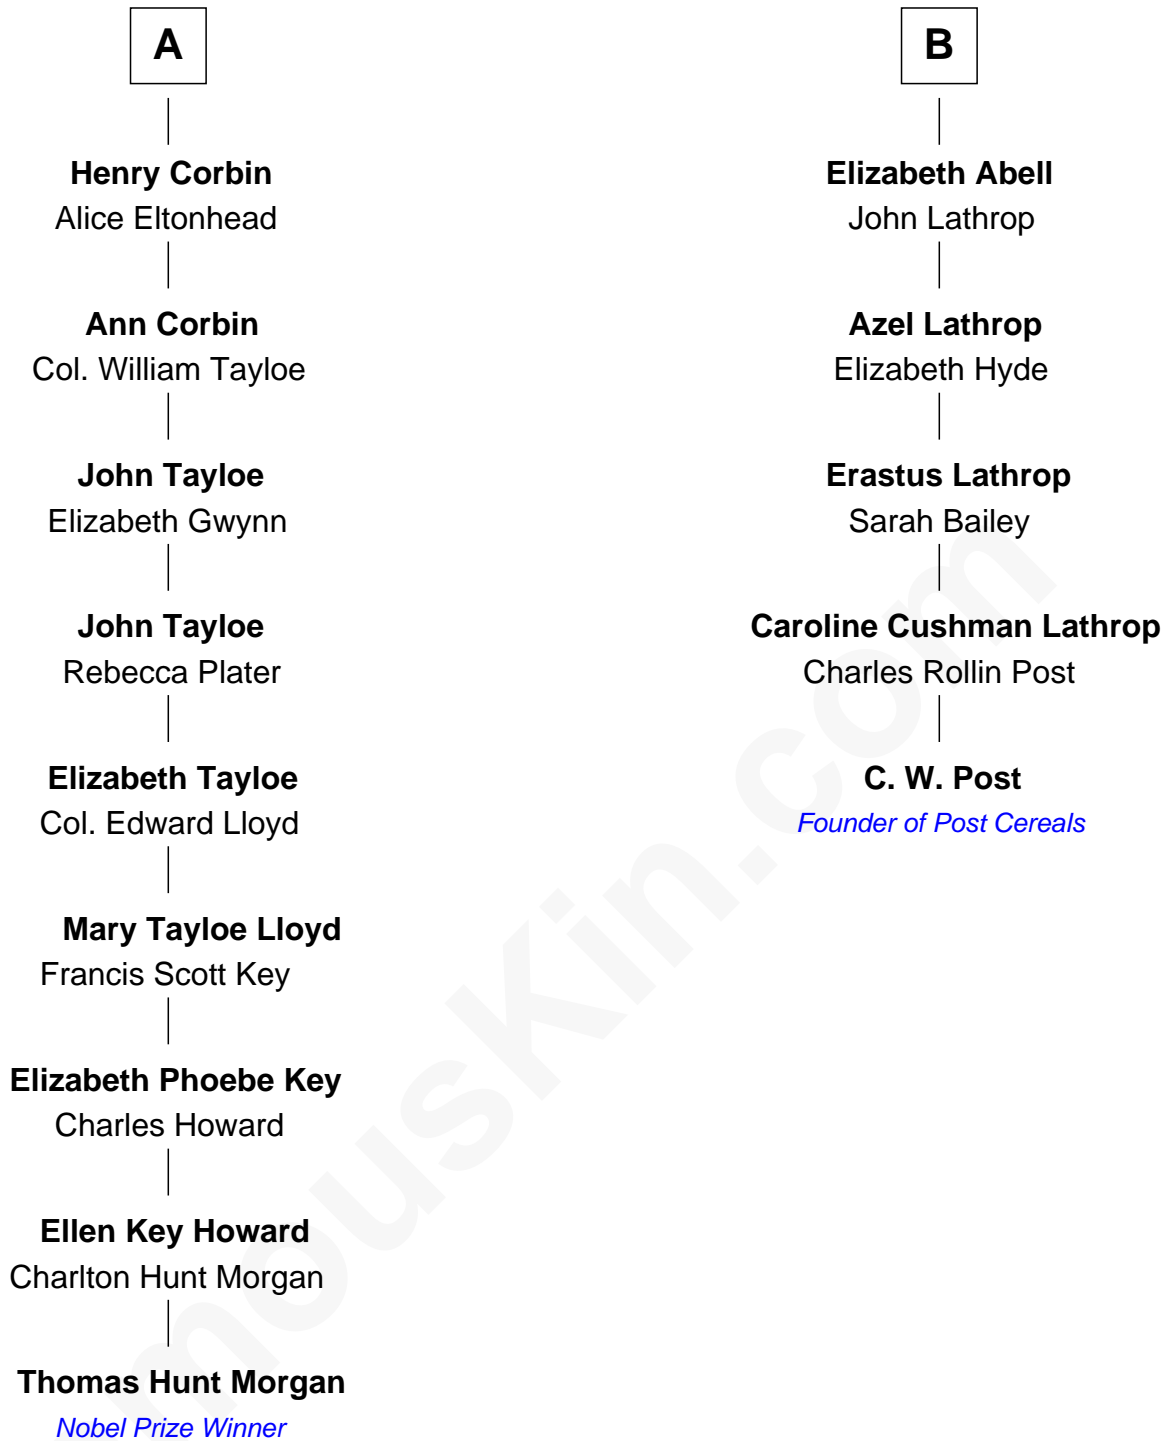 A
Henry Corbin
Alice Eltonhead
Ann Corbin
Col. William Tayloe
John Tayloe
Elizabeth Gwynn
John Tayloe
Rebecca Plater
Elizabeth Tayloe
Col. Edward Lloyd
Mary Tayloe Lloyd
Francis Scott Key
Elizabeth Phoebe Key
Charles Howard
Ellen Key Howard
Charlton Hunt Morgan
Thomas Hunt Morgan
Nobel Prize Winner
B
Elizabeth Abell
John Lathrop
Azel Lathrop
Elizabeth Hyde
Erastus Lathrop
Sarah Bailey
Caroline Cushman Lathrop
Charles Rollin Post
C. W. Post
Founder of Post Cereals
mousKin.com